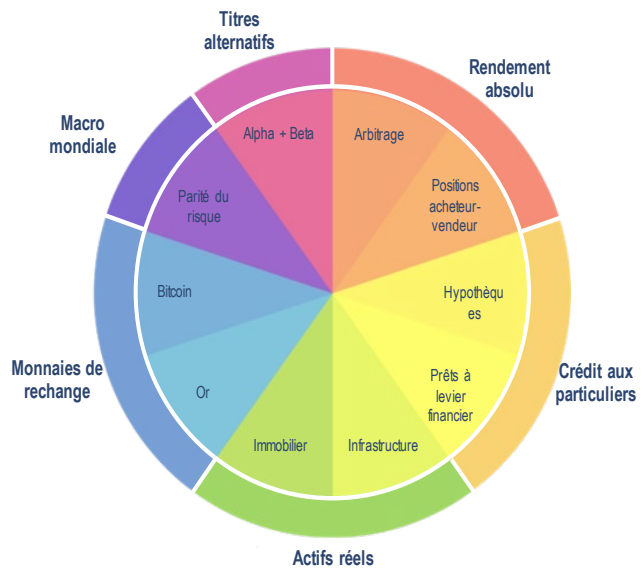 Titres
alternatifs
Rendement
absolu
Macro
mondiale
Alpha + Beta
Arbitrage
Positions
acheteur-
vendeur
Parité du
risque
Bitcoin
Hypothèqu
es
Monnaies de
rechange
Or
Prêts à
levier
financier
Crédit aux
particuliers
Immobilier
Infrastructure
Actifs réels